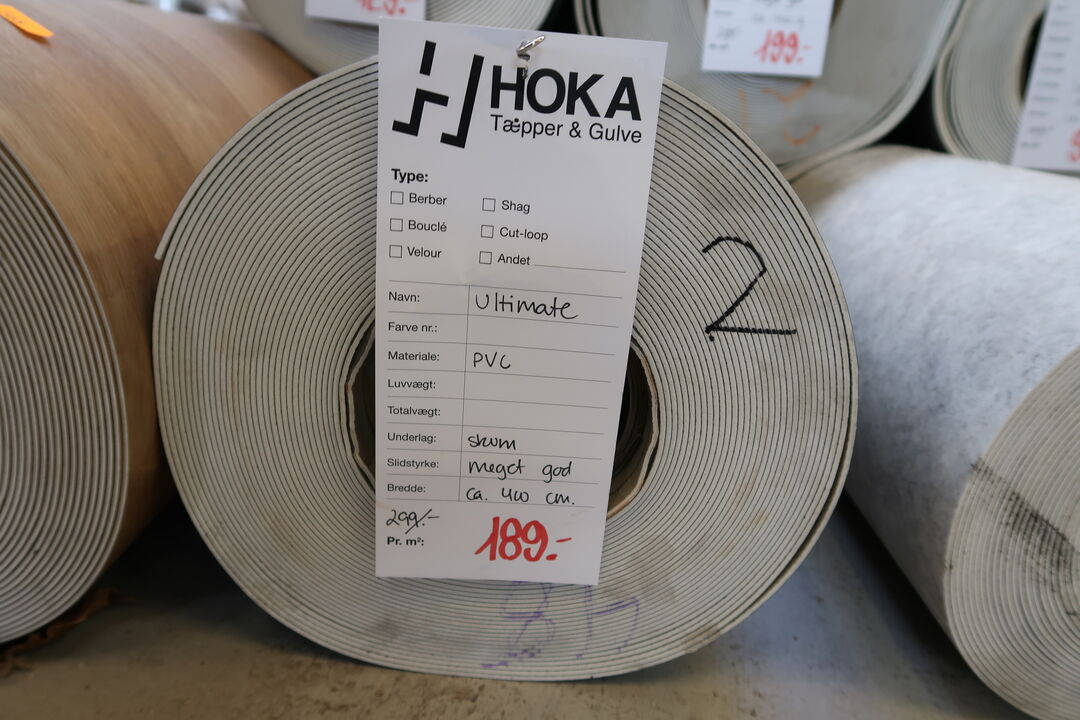 HOKA
Tæpper & Gulve
Type:
Berber
Shag
Bouclé
Cut-loop
Velour
Andet
Navn: Ultimate
Farve nr.:
Materiale: PVC
Luvvægt:
Totalvægt:
Underlag: skum
Slidstyrke: meget god
Bredde: ca. 400 cm.
299.-
Pr. m²: 189.-
2
199.-